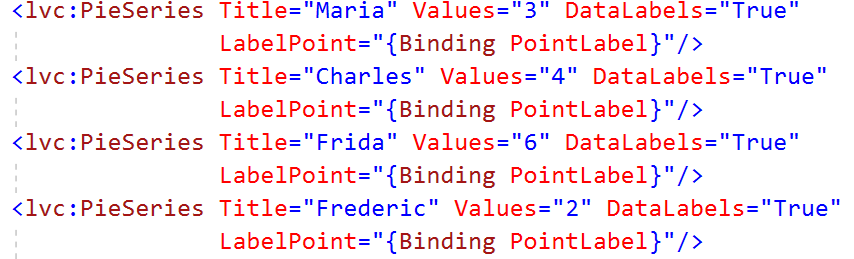 <lvc:PieSeries Title="Maria" Values="3" DataLabels="True"
LabelPoint="{Binding PointLabel}"/>
<lvc:PieSeries Title="Charles" Values="4" DataLabels="True"
LabelPoint="{Binding PointLabel}"/>
<lvc:PieSeries Title="Frida" Values="6" DataLabels="True"
LabelPoint="{Binding PointLabel}"/>
<lvc:PieSeries Title="Frederic" Values="2" DataLabels="True"
LabelPoint="{Binding PointLabel}"/>